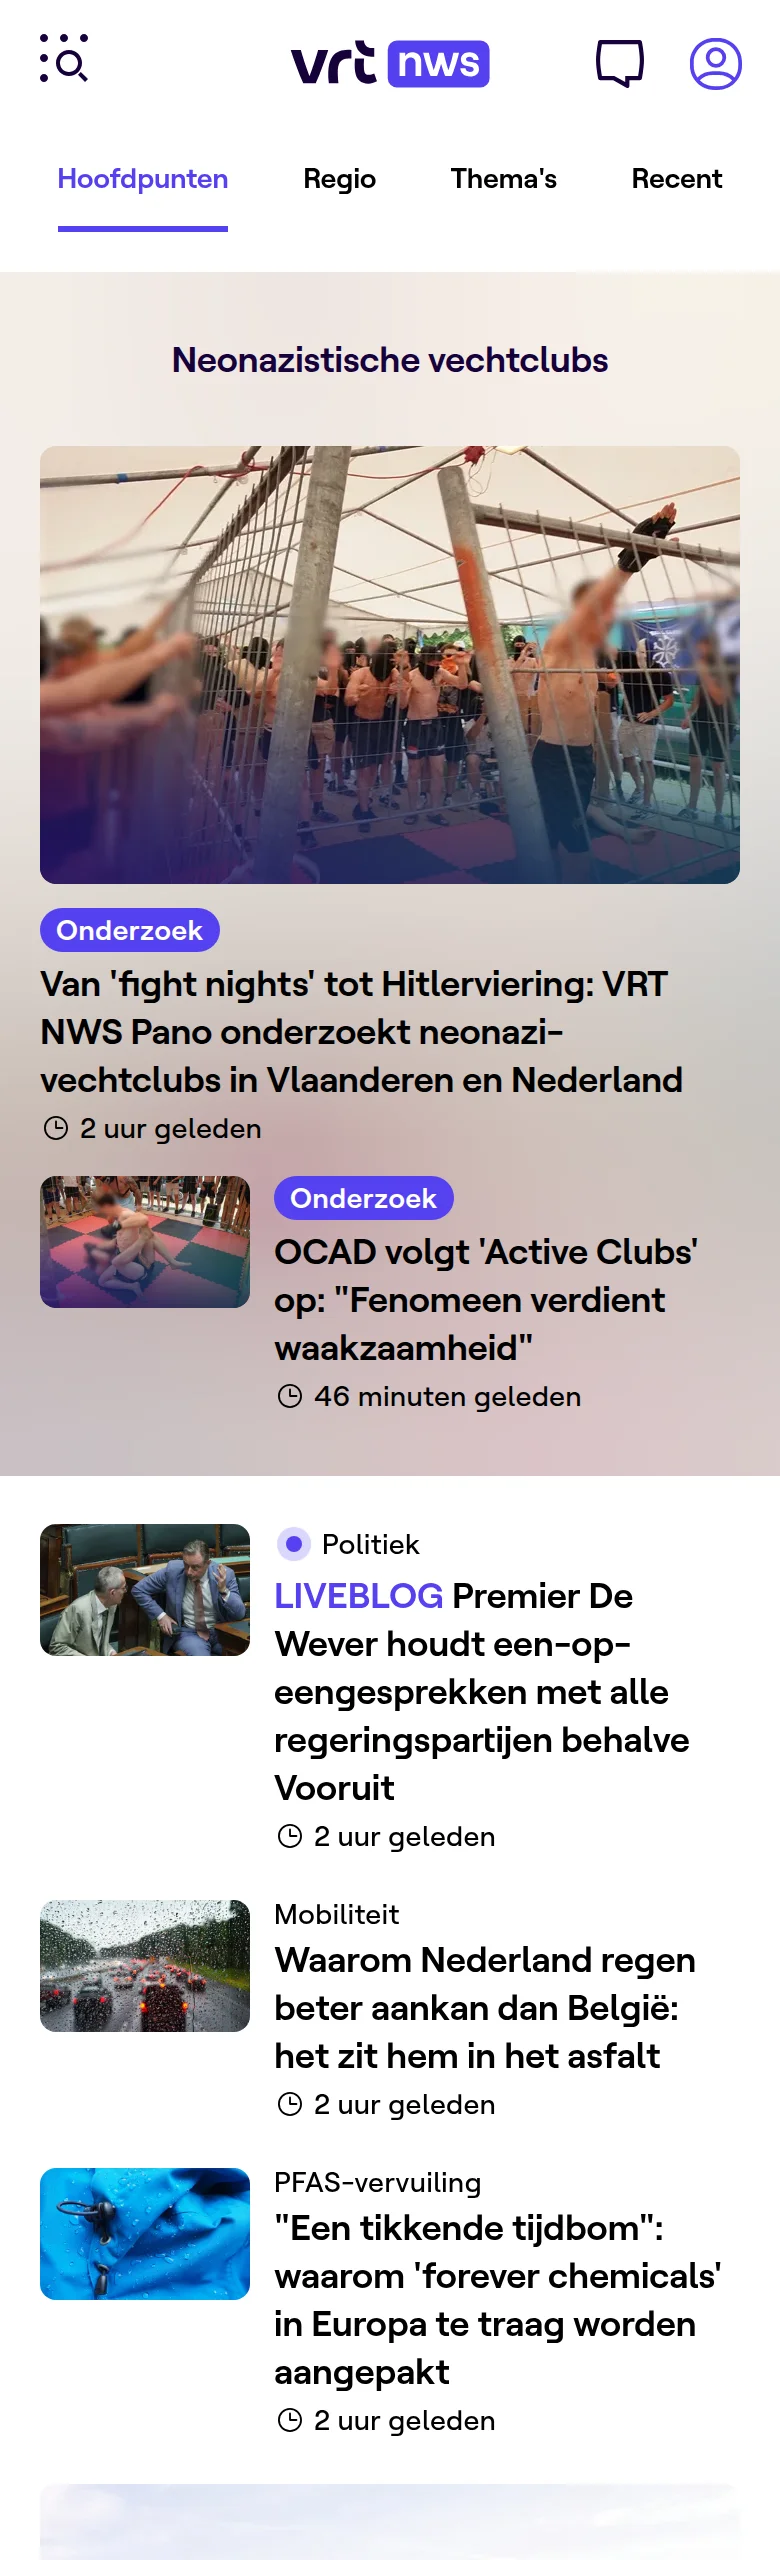 vrt nws
Hoofdpunten Regio Thema's Recent
Neonazistische vechtclubs
Onderzoek
Van 'fight nights' tot Hitlerviering: VRT
NWS Pano onderzoekt neonazi-
vechtclubs in Vlaanderen en Nederland
2 uur geleden
Onderzoek
OCAD volgt 'Active Clubs'
op: "Fenomeen verdient
waakzaamheid"
46 minuten geleden
Politiek
LIVEBLOG Premier De
Wever houdt een-op-
eengesprekken met alle
regeringspartijen behalve
Vooruit
2 uur geleden
Mobiliteit
Waarom Nederland regen
beter aankan dan België:
het zit hem in het asfalt
2 uur geleden
PFAS-vervuiling
"Een tikkende tijdbom":
waarom 'forever chemicals'
in Europa te traag worden
aangepakt
2 uur geleden